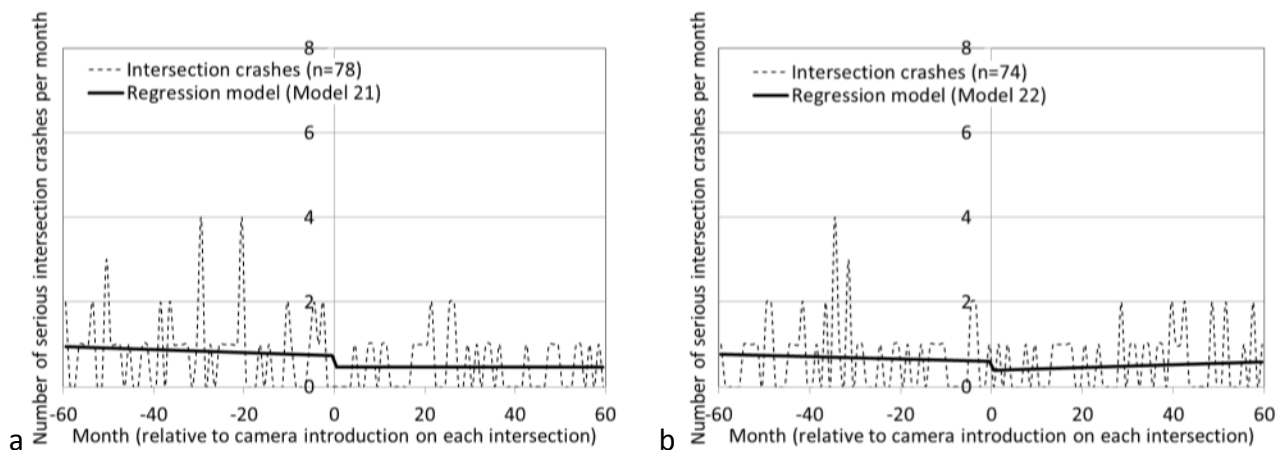 Number of serious intersection crashes per month
8
6
4
2
0
Intersection crashes (n=78)
Regression model (Model 21)
-60 -40 -20 0 20 40 60
Month (relative to camera introduction on each intersection)
a
Number of serious intersection crashes per month
8
6
4
2
0
Intersection crashes (n=74)
Regression model (Model 22)
-60 -40 -20 0 20 40 60
Month (relative to camera introduction on each intersection)
b